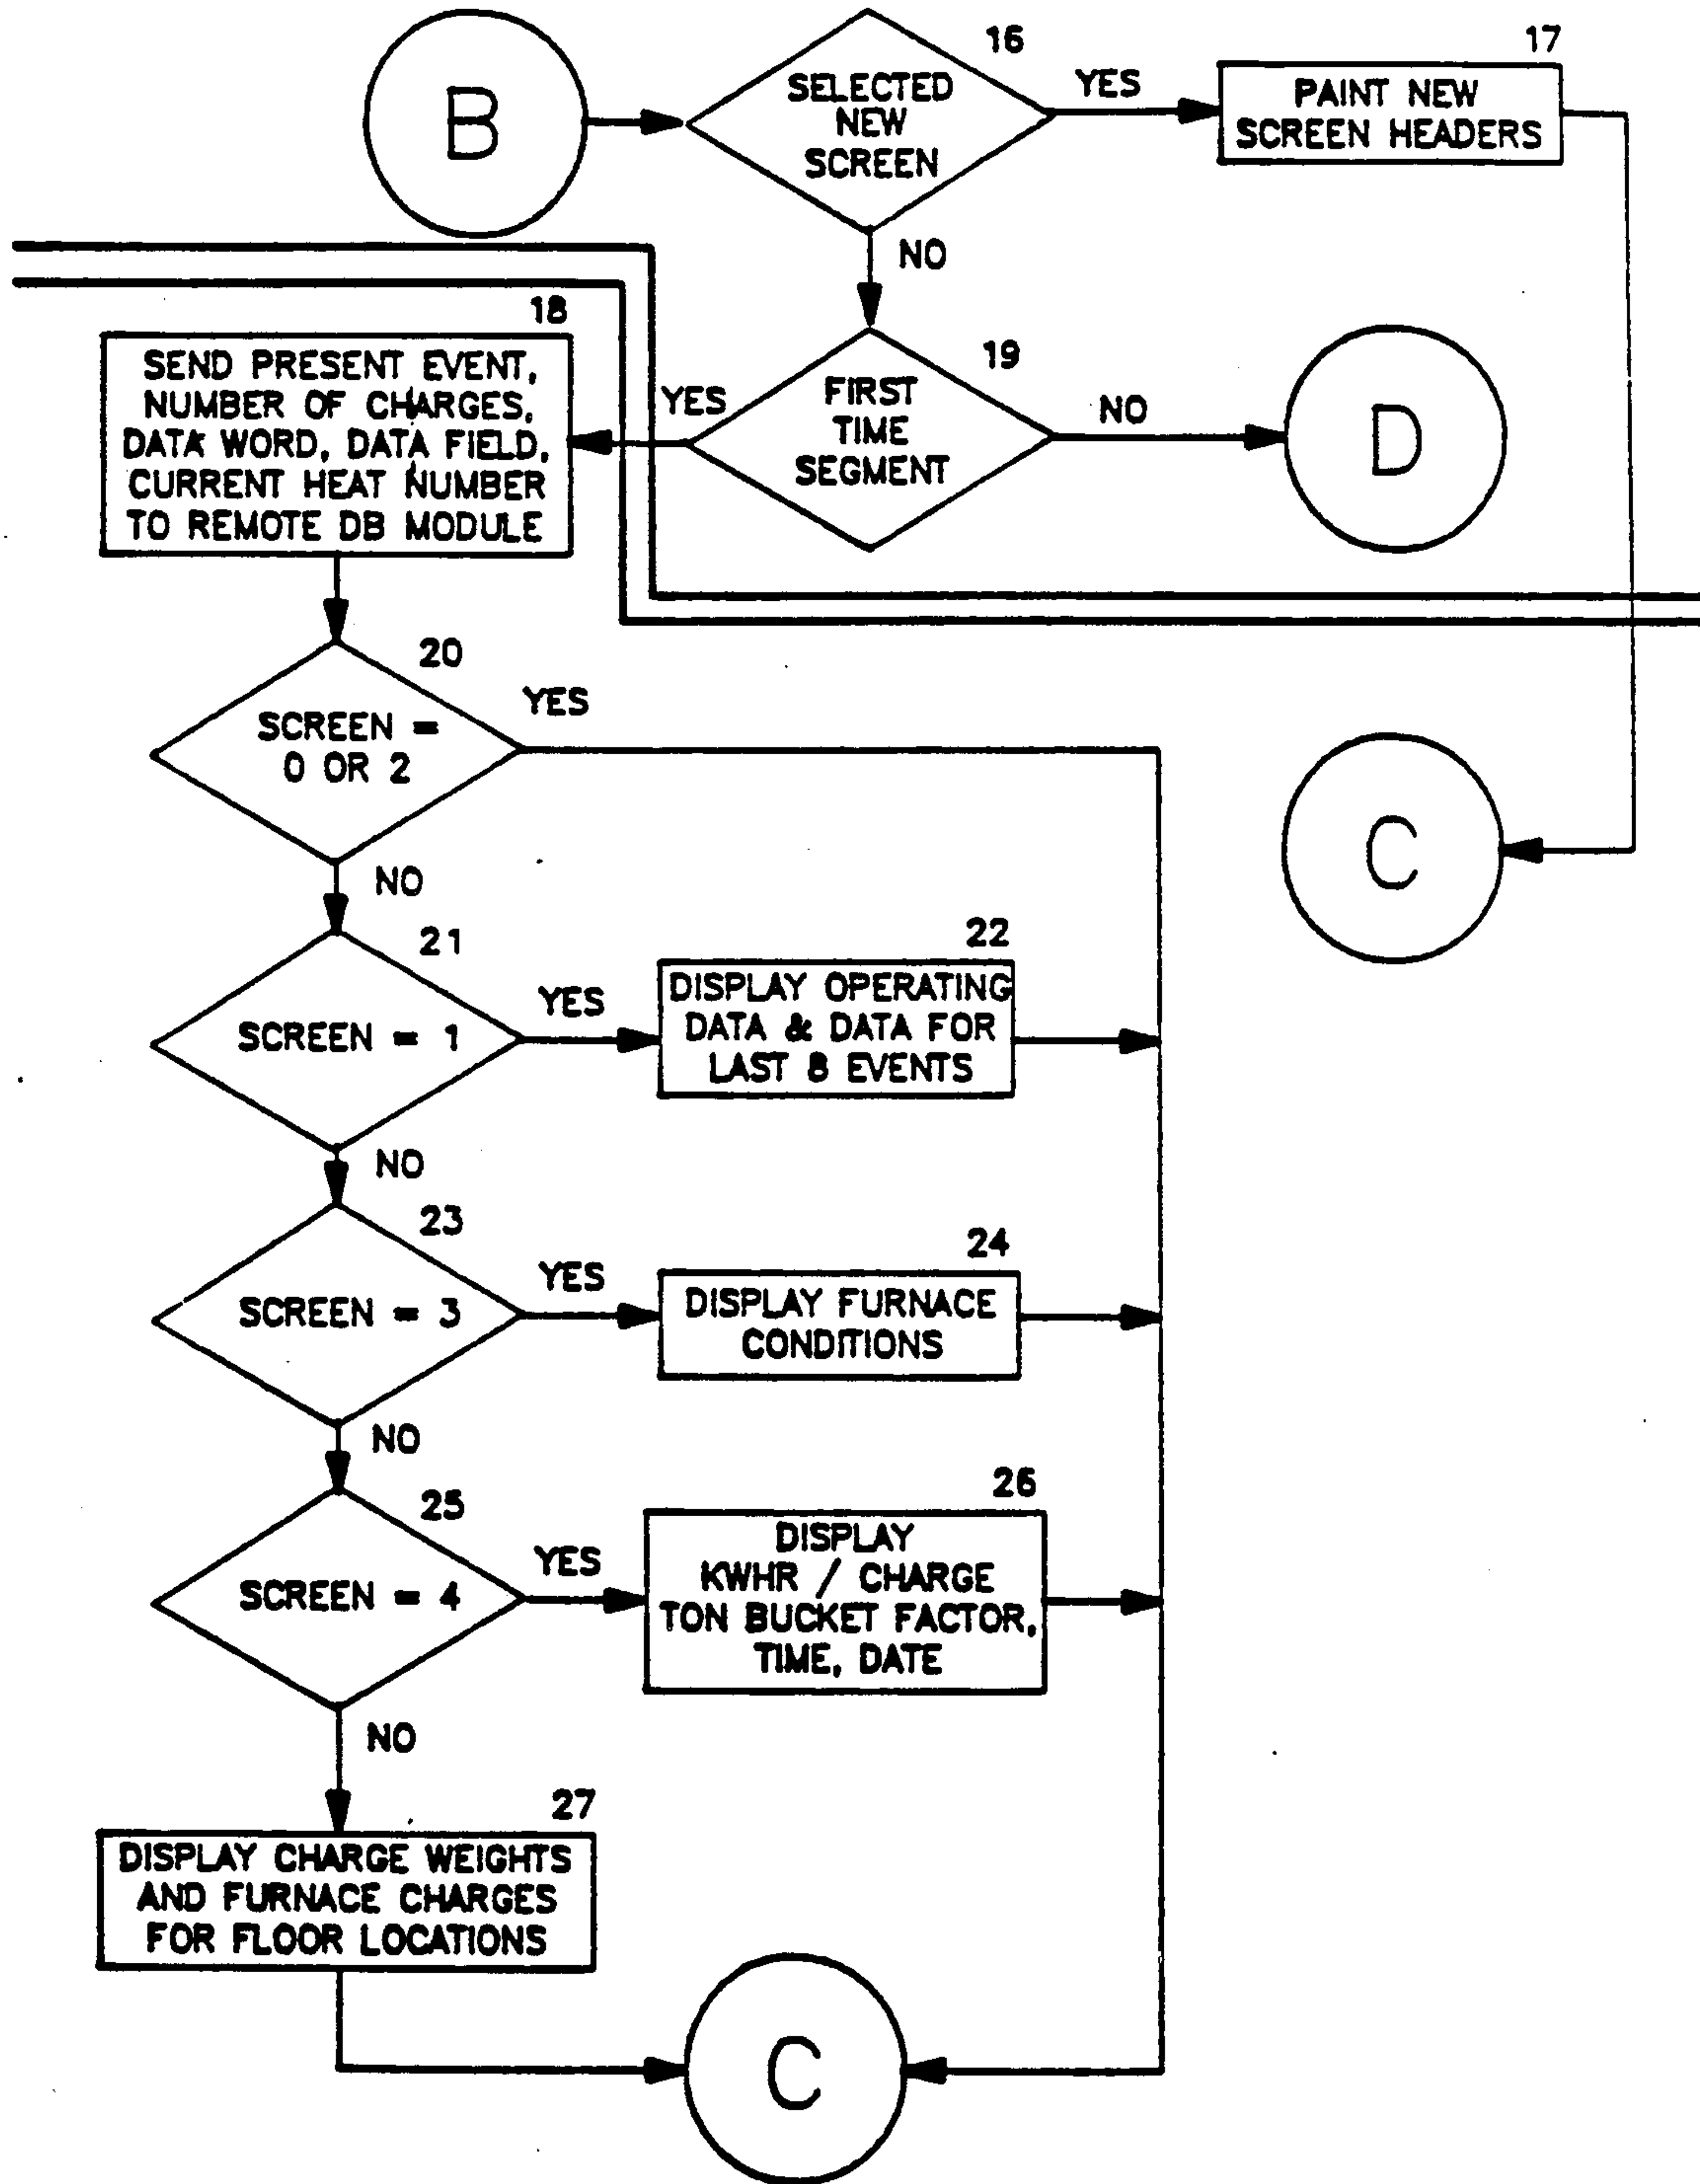 B
16
SELECTED
NEW
SCREEN
YES
17
PAINT NEW
SCREEN HEADERS
NO
18
SEND PRESENT EVENT,
NUMBER OF CHARGES,
DATA WORD, DATA FIELD,
CURRENT HEAT NUMBER
TO REMOTE DB MODULE
YES
19
FIRST
TIME
SEGMENT
NO
D
20
SCREEN =
0 OR 2
YES
NO
C
21
SCREEN = 1
YES
22
DISPLAY OPERATING
DATA & DATA FOR
LAST 8 EVENTS
NO
23
SCREEN = 3
YES
24
DISPLAY FURNACE
CONDITIONS
NO
25
SCREEN = 4
YES
26
DISPLAY
KWHR / CHARGE
TON BUCKET FACTOR,
TIME, DATE
NO
27
DISPLAY CHARGE WEIGHTS
AND FURNACE CHARGES
FOR FLOOR LOCATIONS
C